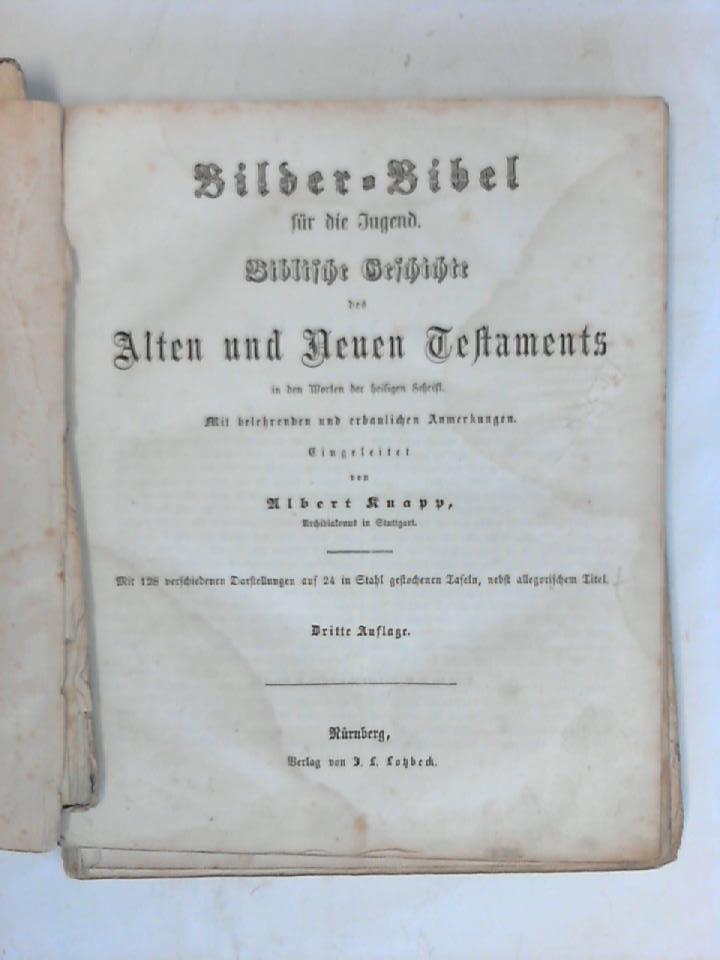 Bilder-Bibel
für die Jugend.
Biblische Geschichte
des
Alten und Neuen Testaments
in den Worten der heiligen Schrift.
Mit belehrenden und erbaulichen Anmerkungen.
Eingeleitet
von
Albert Knapp,
Archidiakonus in Stuttgart.
Mit 128 verschiedenen Darstellungen auf 24 in Stahl gestochenen Tafeln, nebst allegorischem Titel.
Dritte Auflage.
Nürnberg,
Verlag von J. L. Lotzbeck.